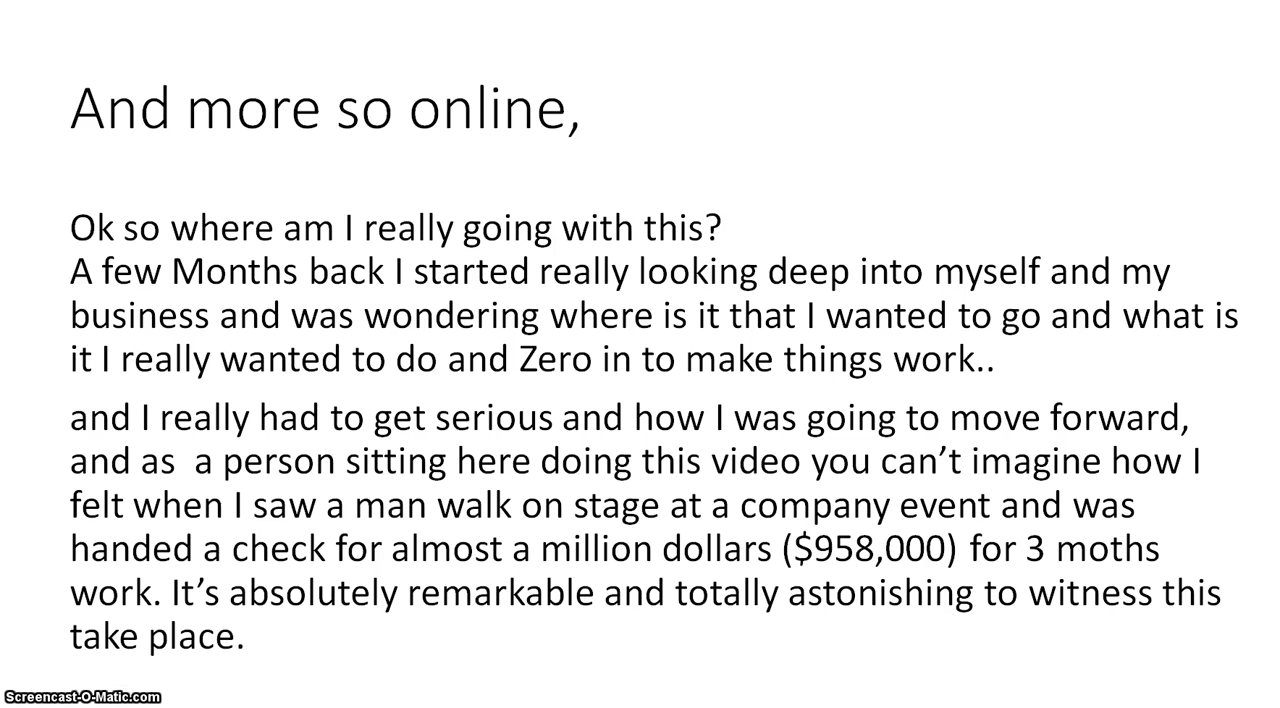 And more so online,
Ok so where am I really going with this?
A few Months back I started really looking deep into myself and my
business and was wondering where is it that I wanted to go and what is
it I really wanted to do and Zero in to make things work..
and I really had to get serious and how I was going to move forward,
and as  a person sitting here doing this video you can’t imagine how I
felt when I saw a man walk on stage at a company event and was
handed a check for almost a million dollars ($958,000) for 3 moths
work. It’s absolutely remarkable and totally astonishing to witness this
take place.
Screencast-O-Matic.com